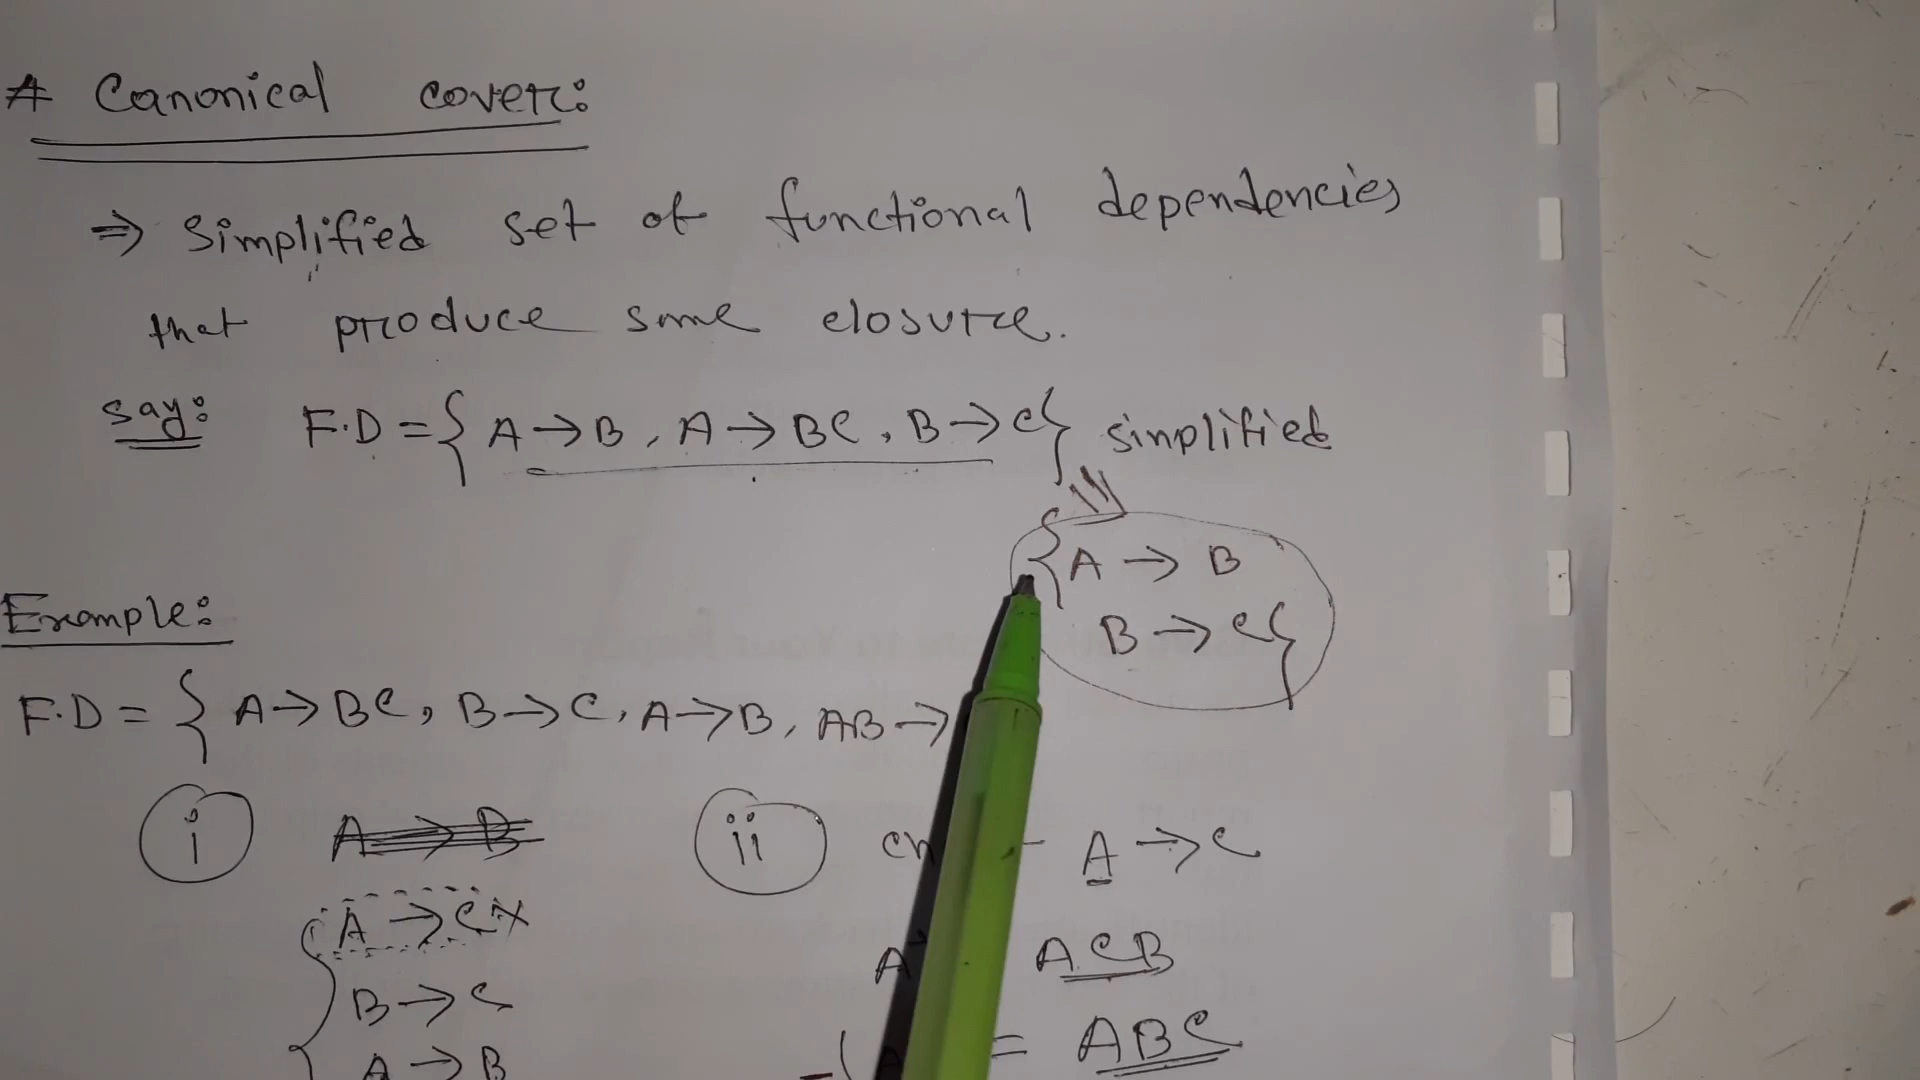 # Canonical cover:
⇒ Simplified set of functional dependencies
that produce same closure.
say: F.D = { A → B, A → BC, B → C } simplified
{ A → B
B → C }
Example:
F.D = { A → BC, B → C, A → B, AB →
i A → B ii A → C
A → C x
A ACB
B → C
= ABC
A → B